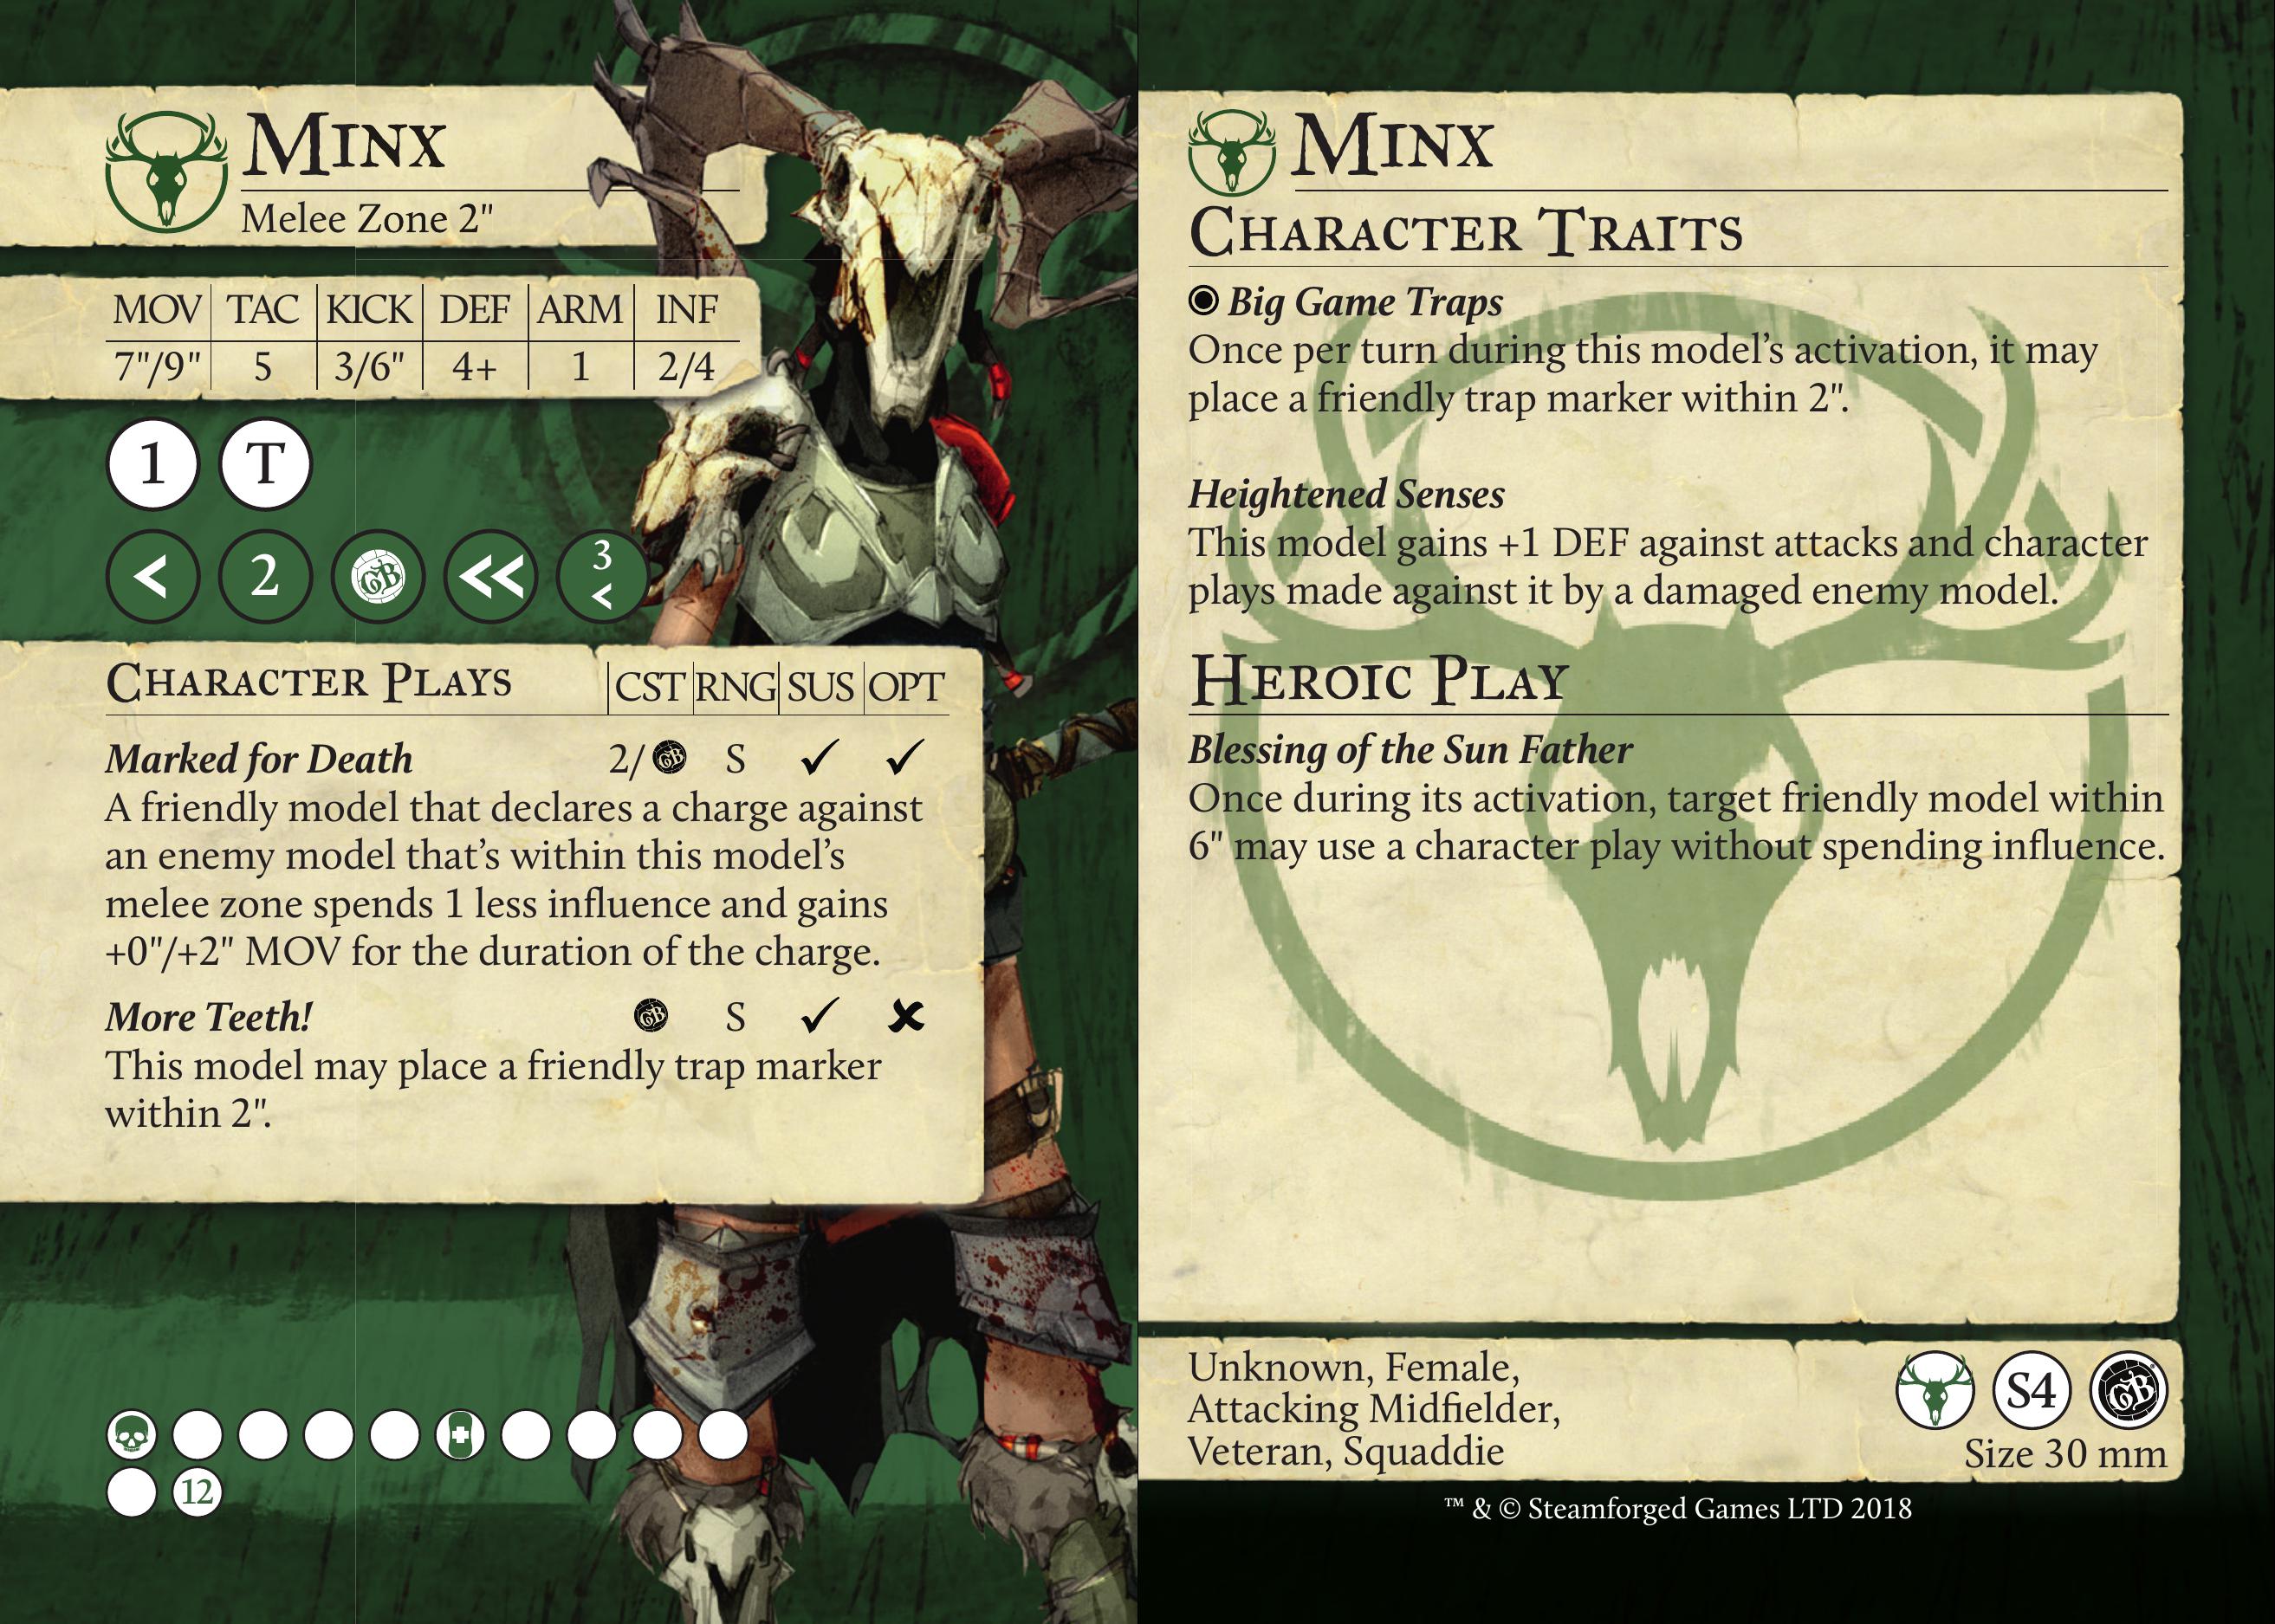 Minx
Melee Zone 2"
MOV TAC KICK DEF ARM INF
7"/9" 5 3/6" 4+ 1 2/4
1 T
< 2 GB << 3 <
Character Plays CST RNG SUS OPT
Marked for Death 2/GB S ✓ ✓
A friendly model that declares a charge against
an enemy model that's within this model's
melee zone spends 1 less influence and gains
+0"/+2" MOV for the duration of the charge.
More Teeth! GB S ✓ ✗
This model may place a friendly trap marker
within 2".
12
Minx
Character Traits
Big Game Traps
Once per turn during this model's activation, it may
place a friendly trap marker within 2".
Heightened Senses
This model gains +1 DEF against attacks and character
plays made against it by a damaged enemy model.
Heroic Play
Blessing of the Sun Father
Once during its activation, target friendly model within
6" may use a character play without spending influence.
Unknown, Female,
Attacking Midfielder,
Veteran, Squaddie
S4 GB
Size 30 mm
™ & © Steamforged Games LTD 2018